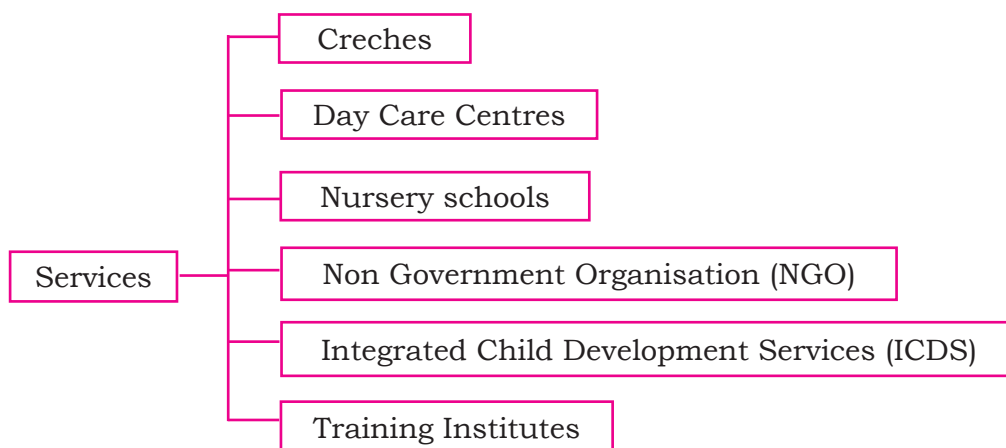 Creches
Day Care Centres
Nursery schools
Services
Non Government Organisation (NGO)
Integrated Child Development Services (ICDS)
Training Institutes